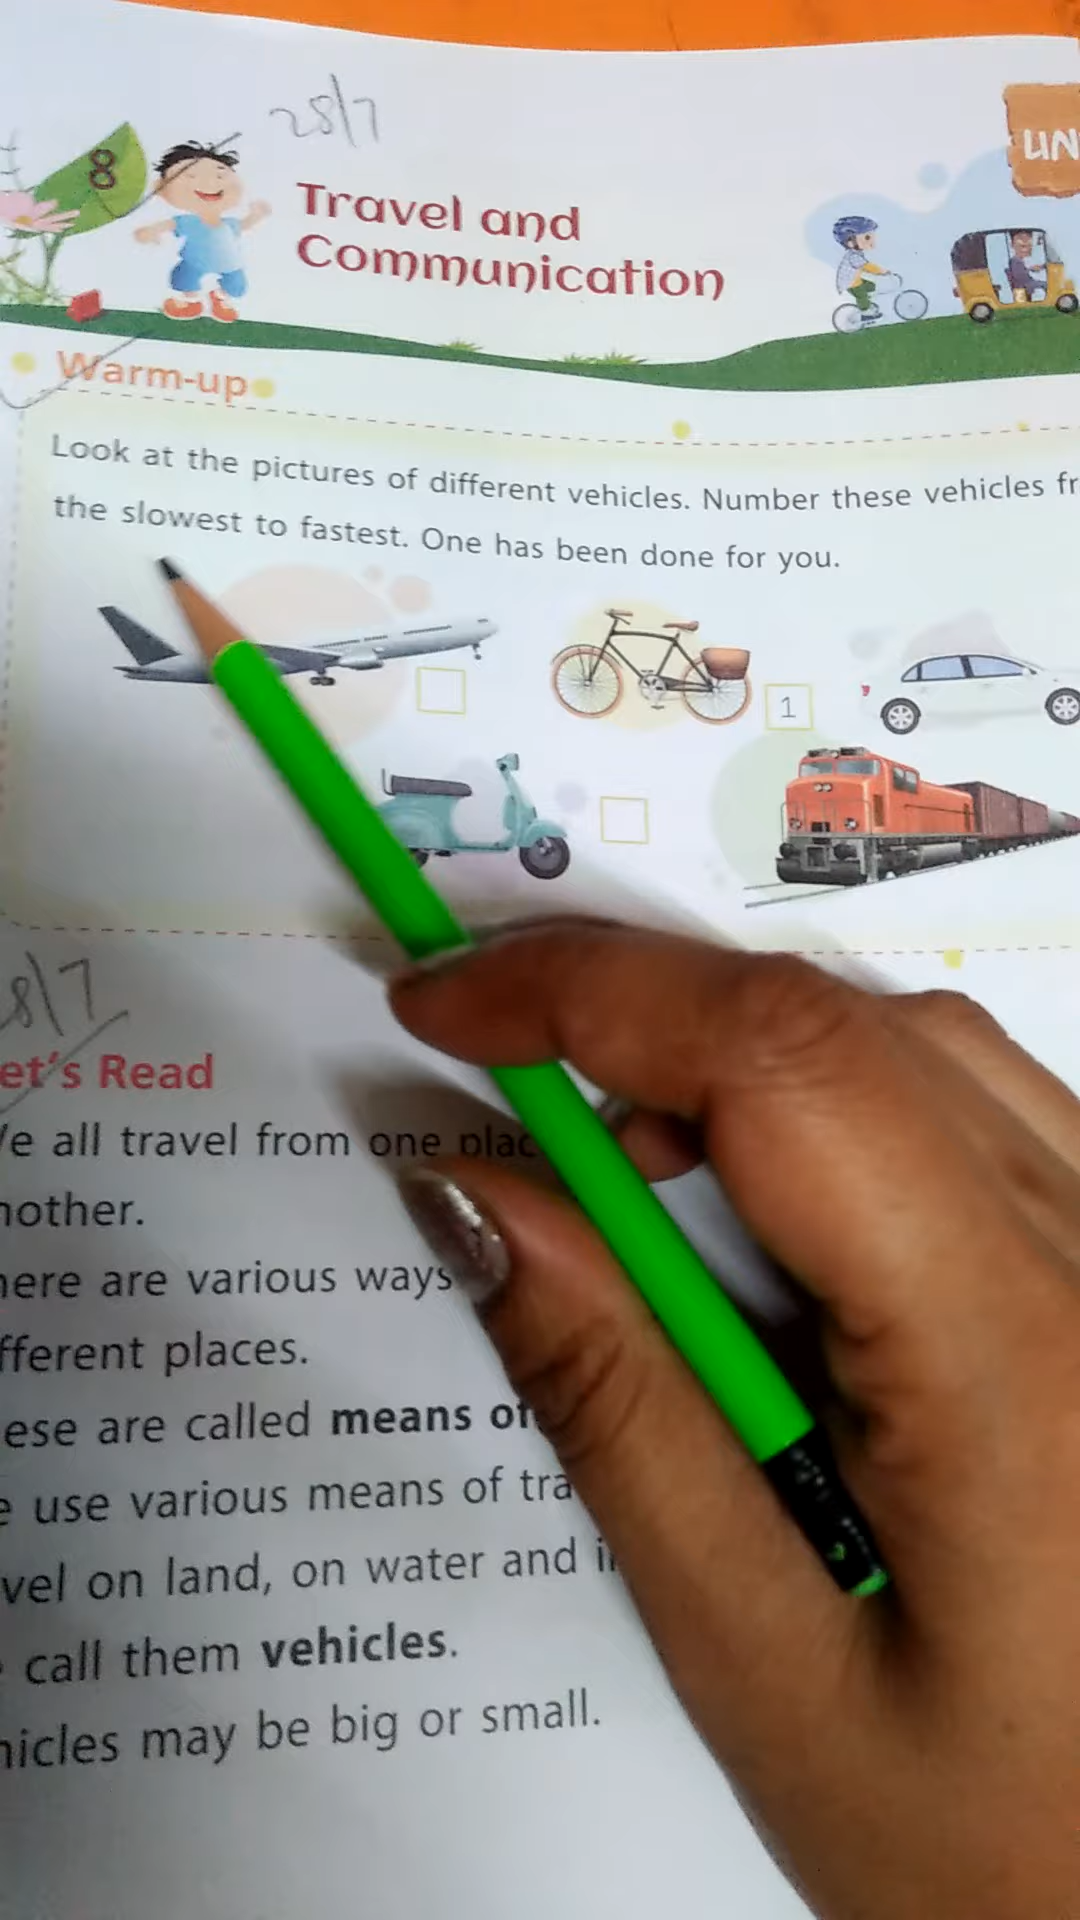 28/7
8
UN
Travel and
Communication
Warm-up
Look at the pictures of different vehicles. Number these vehicles fr
the slowest to fastest. One has been done for you.
1
8/7
et's Read
e all travel from one plac
nother.
here are various ways
fferent places.
ese are called means of
e use various means of tra
vel on land, on water and i
call them vehicles.
hicles may be big or small.